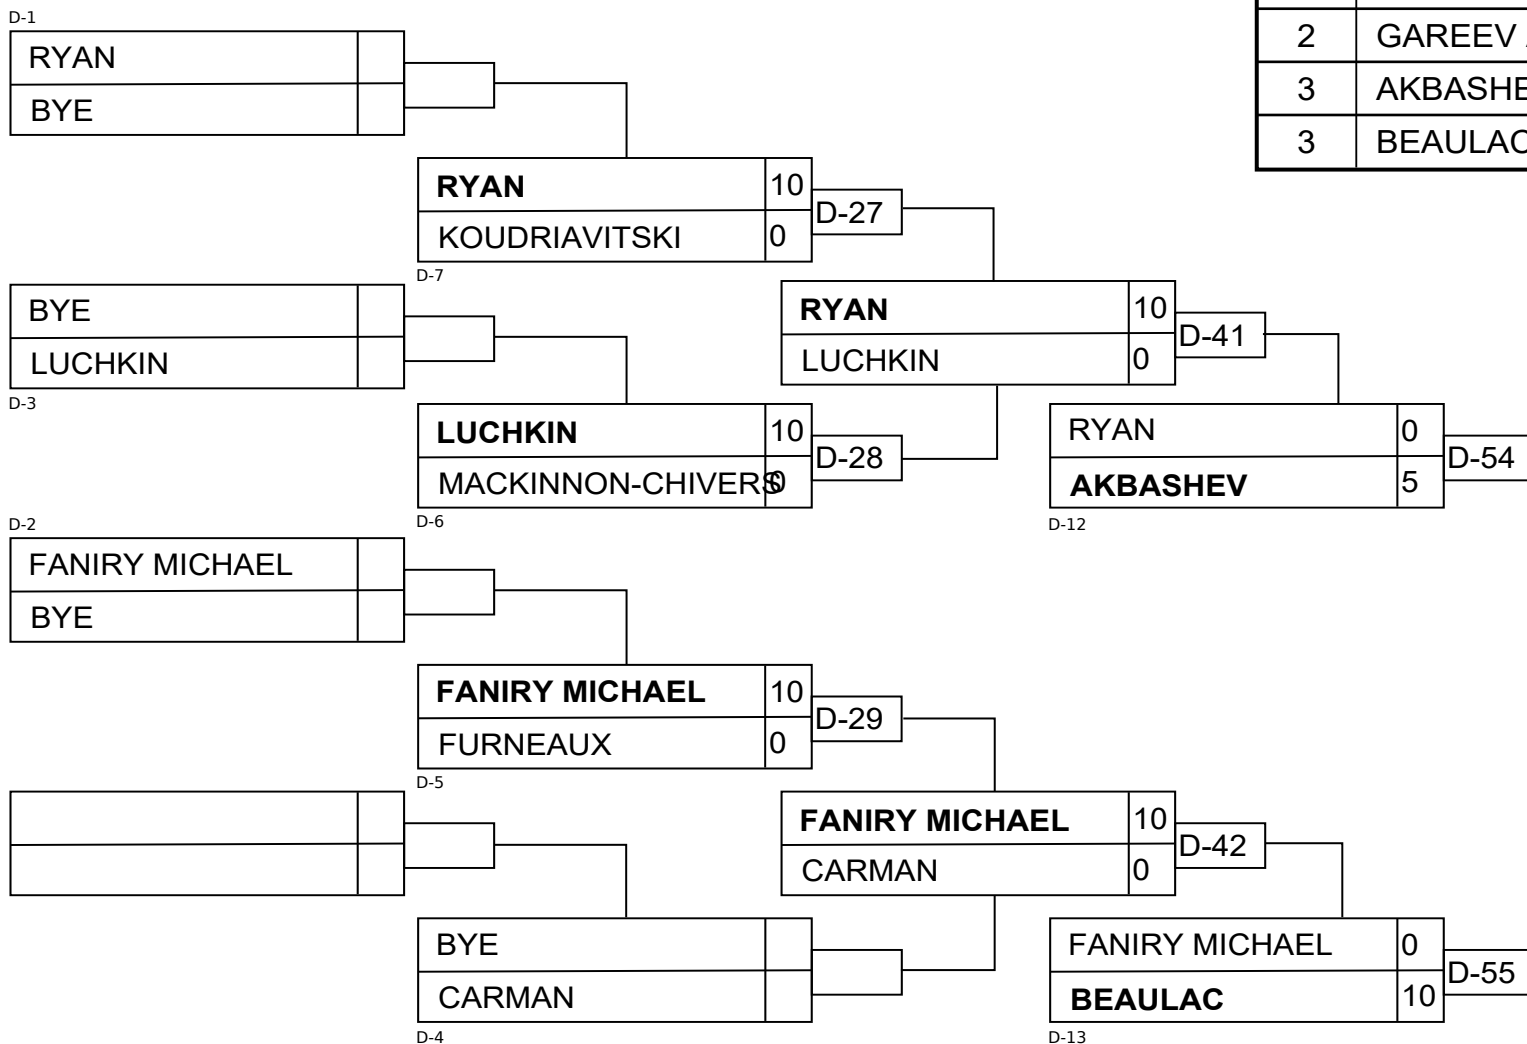 D-1
RYAN
BYE
2 GAREEV
3 AKBASHE
3 BEAULAC
RYAN 10
KOUDRIAVITSKI 0
D-27
D-7
BYE
LUCHKIN
D-3
RYAN 10
LUCHKIN 0
D-41
LUCHKIN 10
MACKINNON-CHIVERS 0
D-28
D-6
RYAN 0
AKBASHEV 5
D-54
D-12
D-2
FANIRY MICHAEL
BYE
FANIRY MICHAEL 10
FURNEAUX 0
D-29
D-5
FANIRY MICHAEL 10
CARMAN 0
D-42
BYE
CARMAN
D-4
FANIRY MICHAEL 0
BEAULAC 10
D-55
D-13